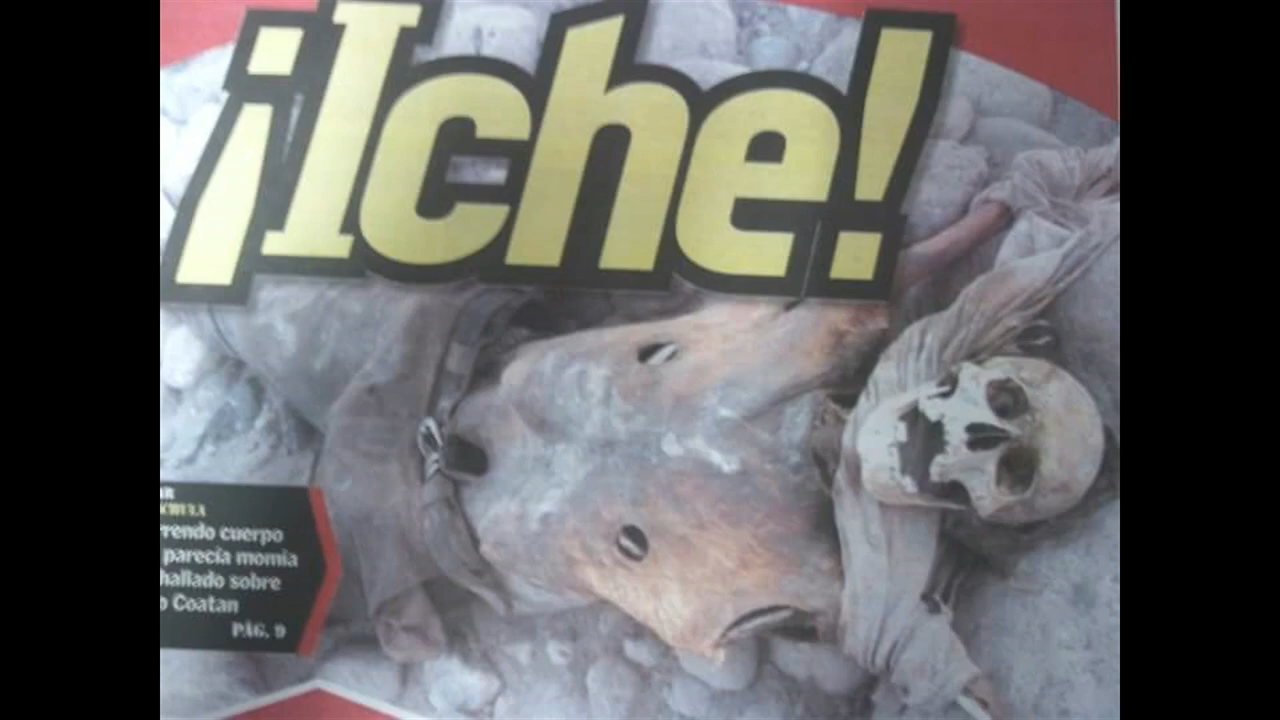 ¡Iche!
rendo cuerpo
parecía momia
hallado sobre
Coatan
PÁG. 9